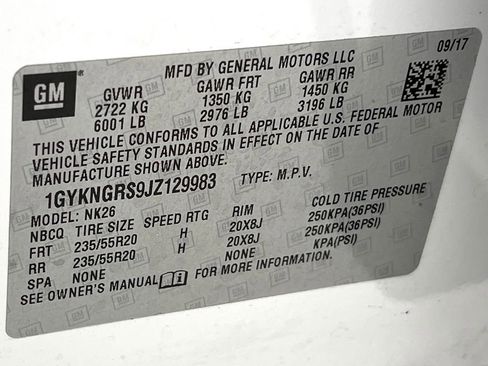 GM
MFD BY GENERAL MOTORS LLC
09/17
GVWR GAWR FRT GAWR RR
2722 KG 1350 KG 1450 KG
6001 LB 2976 LB 3196 LB
THIS VEHICLE CONFORMS TO ALL APPLICABLE U.S. FEDERAL MOTOR
VEHICLE SAFETY STANDARDS IN EFFECT ON THE DATE OF
MANUFACTURE SHOWN ABOVE.
1GYKNGRS9JZ129983 TYPE: M.P.V.
MODEL: NK26
NBCQ TIRE SIZE SPEED RTG RIM COLD TIRE PRESSURE
FRT 235/55R20 H 20X8J 250KPA(36PSI)
RR 235/55R20 H 20X8J 250KPA(36PSI)
SPA NONE NONE KPA(PSI)
SEE OWNER'S MANUAL FOR MORE INFORMATION.